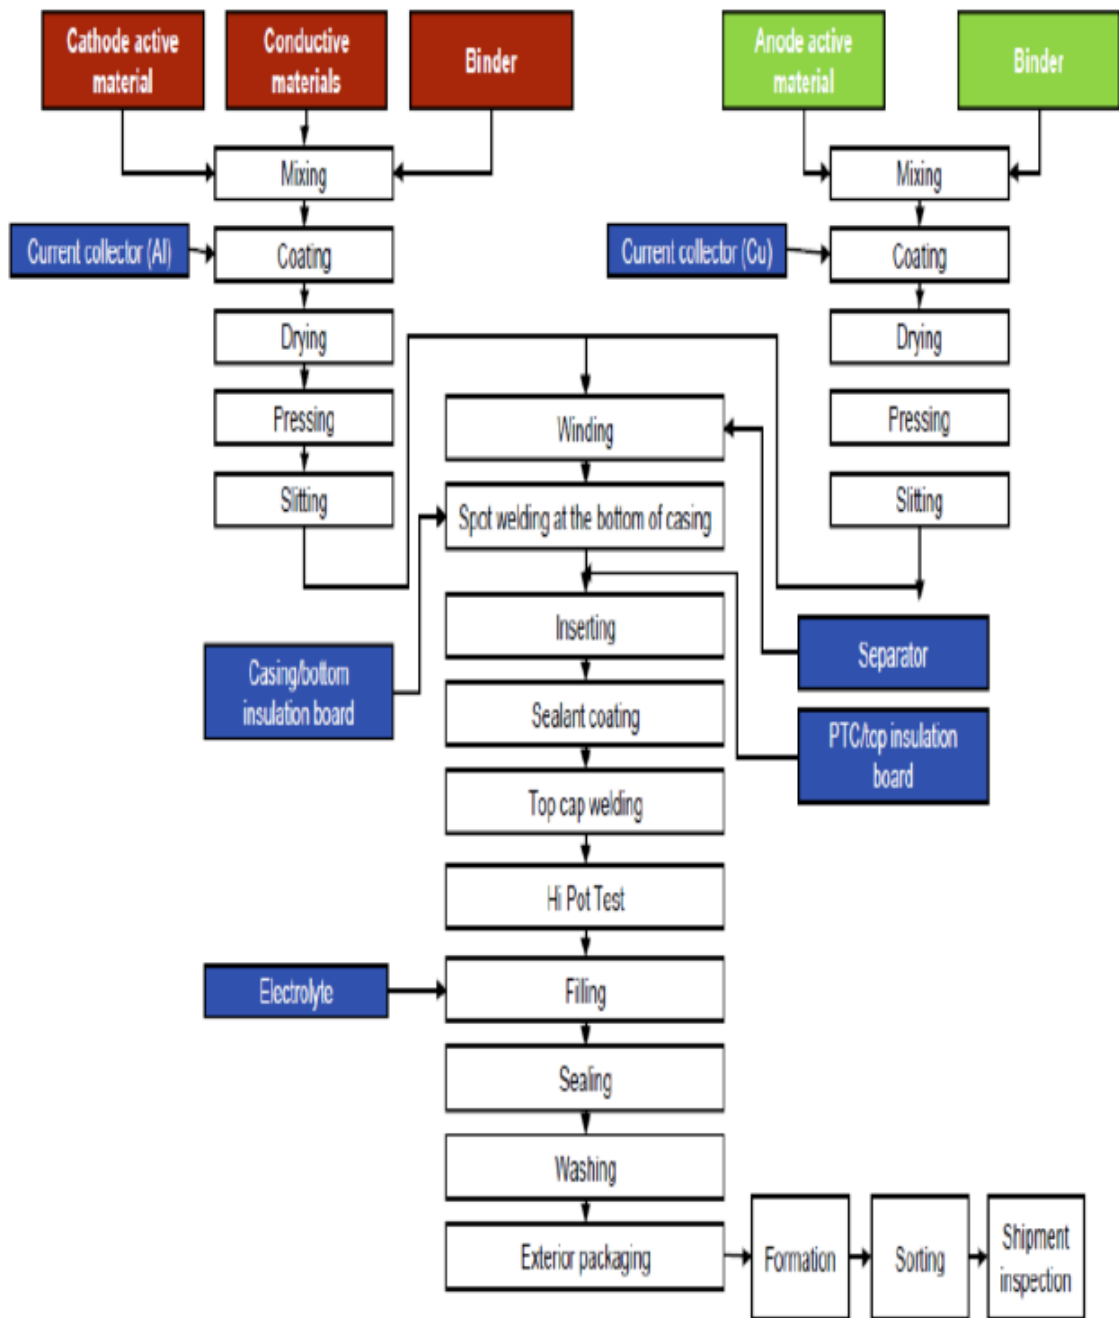 Cathode active
material
Conductive
materials
Binder
Anode active
material
Binder
Mixing
Mixing
Current collector (Al)
Coating
Current collector (Cu)
Coating
Drying
Drying
Pressing
Winding
Pressing
Slitting
Spot welding at the bottom of casing
Slitting
Inserting
Casing/bottom
insulation board
Separator
Sealant coating
PTC/top insulation
board
Top cap welding
Hi Pot Test
Electrolyte
Filling
Sealing
Washing
Exterior packaging
Formation
Sorting
Shipment
inspection